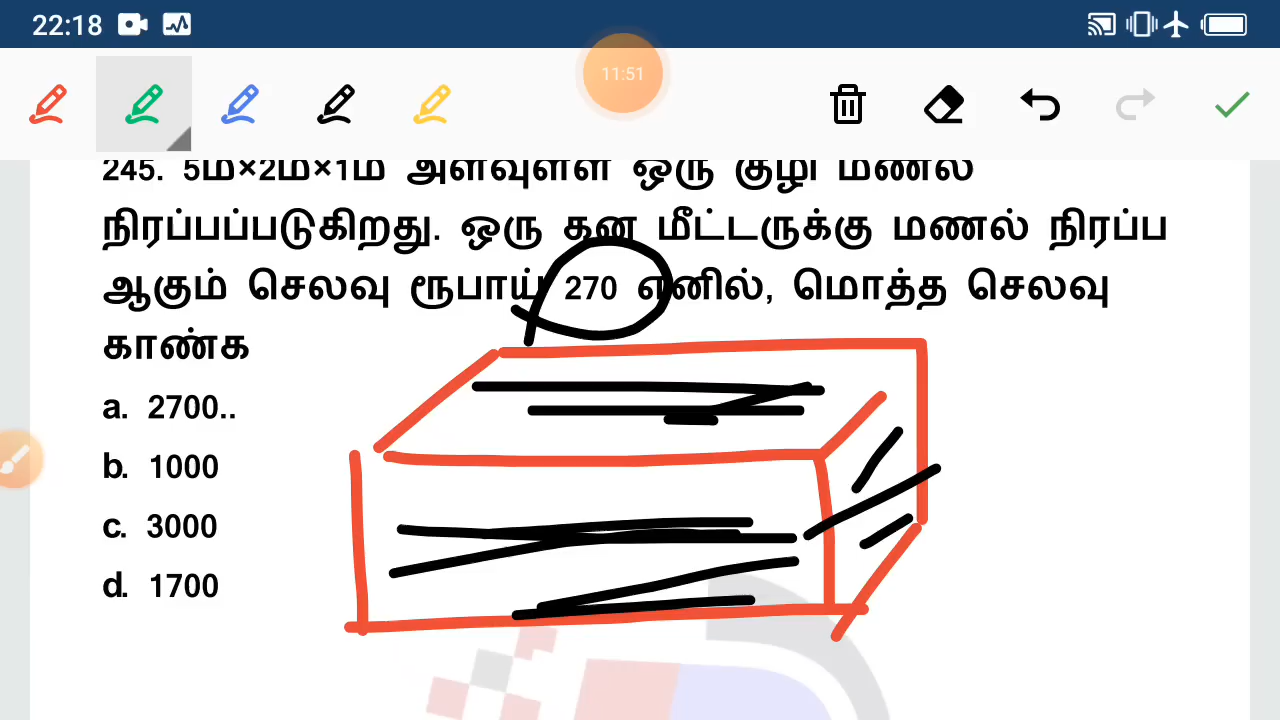 22:18
11:51
245. 5ம×2ம×1ம அளவுள்ள ஒரு குழி மணல்
நிரப்பப்படுகிறது. ஒரு கன மீட்டருக்கு மணல் நிரப்ப
ஆகும் செலவு ரூபாய் 270 எனில், மொத்த செலவு
காண்க
a. 2700..
b. 1000
c. 3000
d. 1700